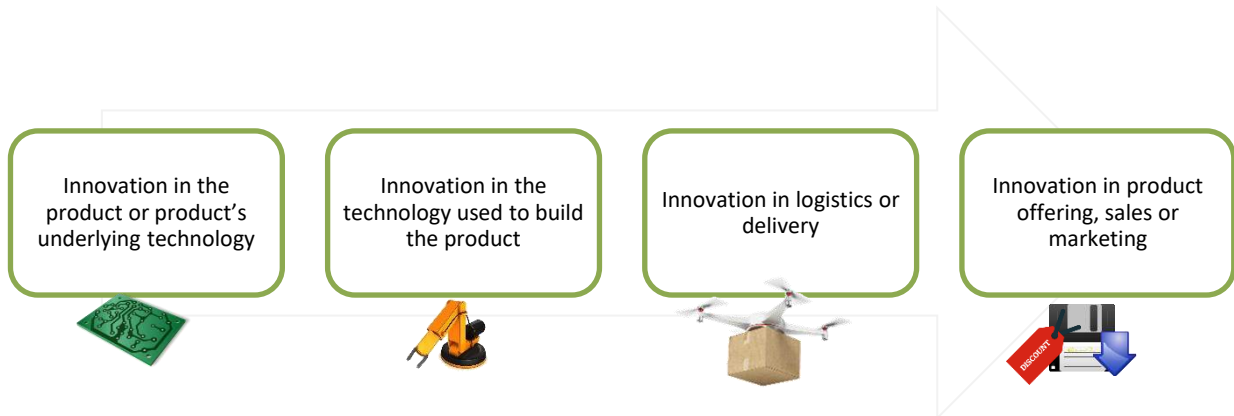 Innovation in the
product or product’s
underlying technology
Innovation in the
technology used to build
the product
Innovation in logistics or
delivery
Innovation in product
offering, sales or
marketing
DISCOUNT